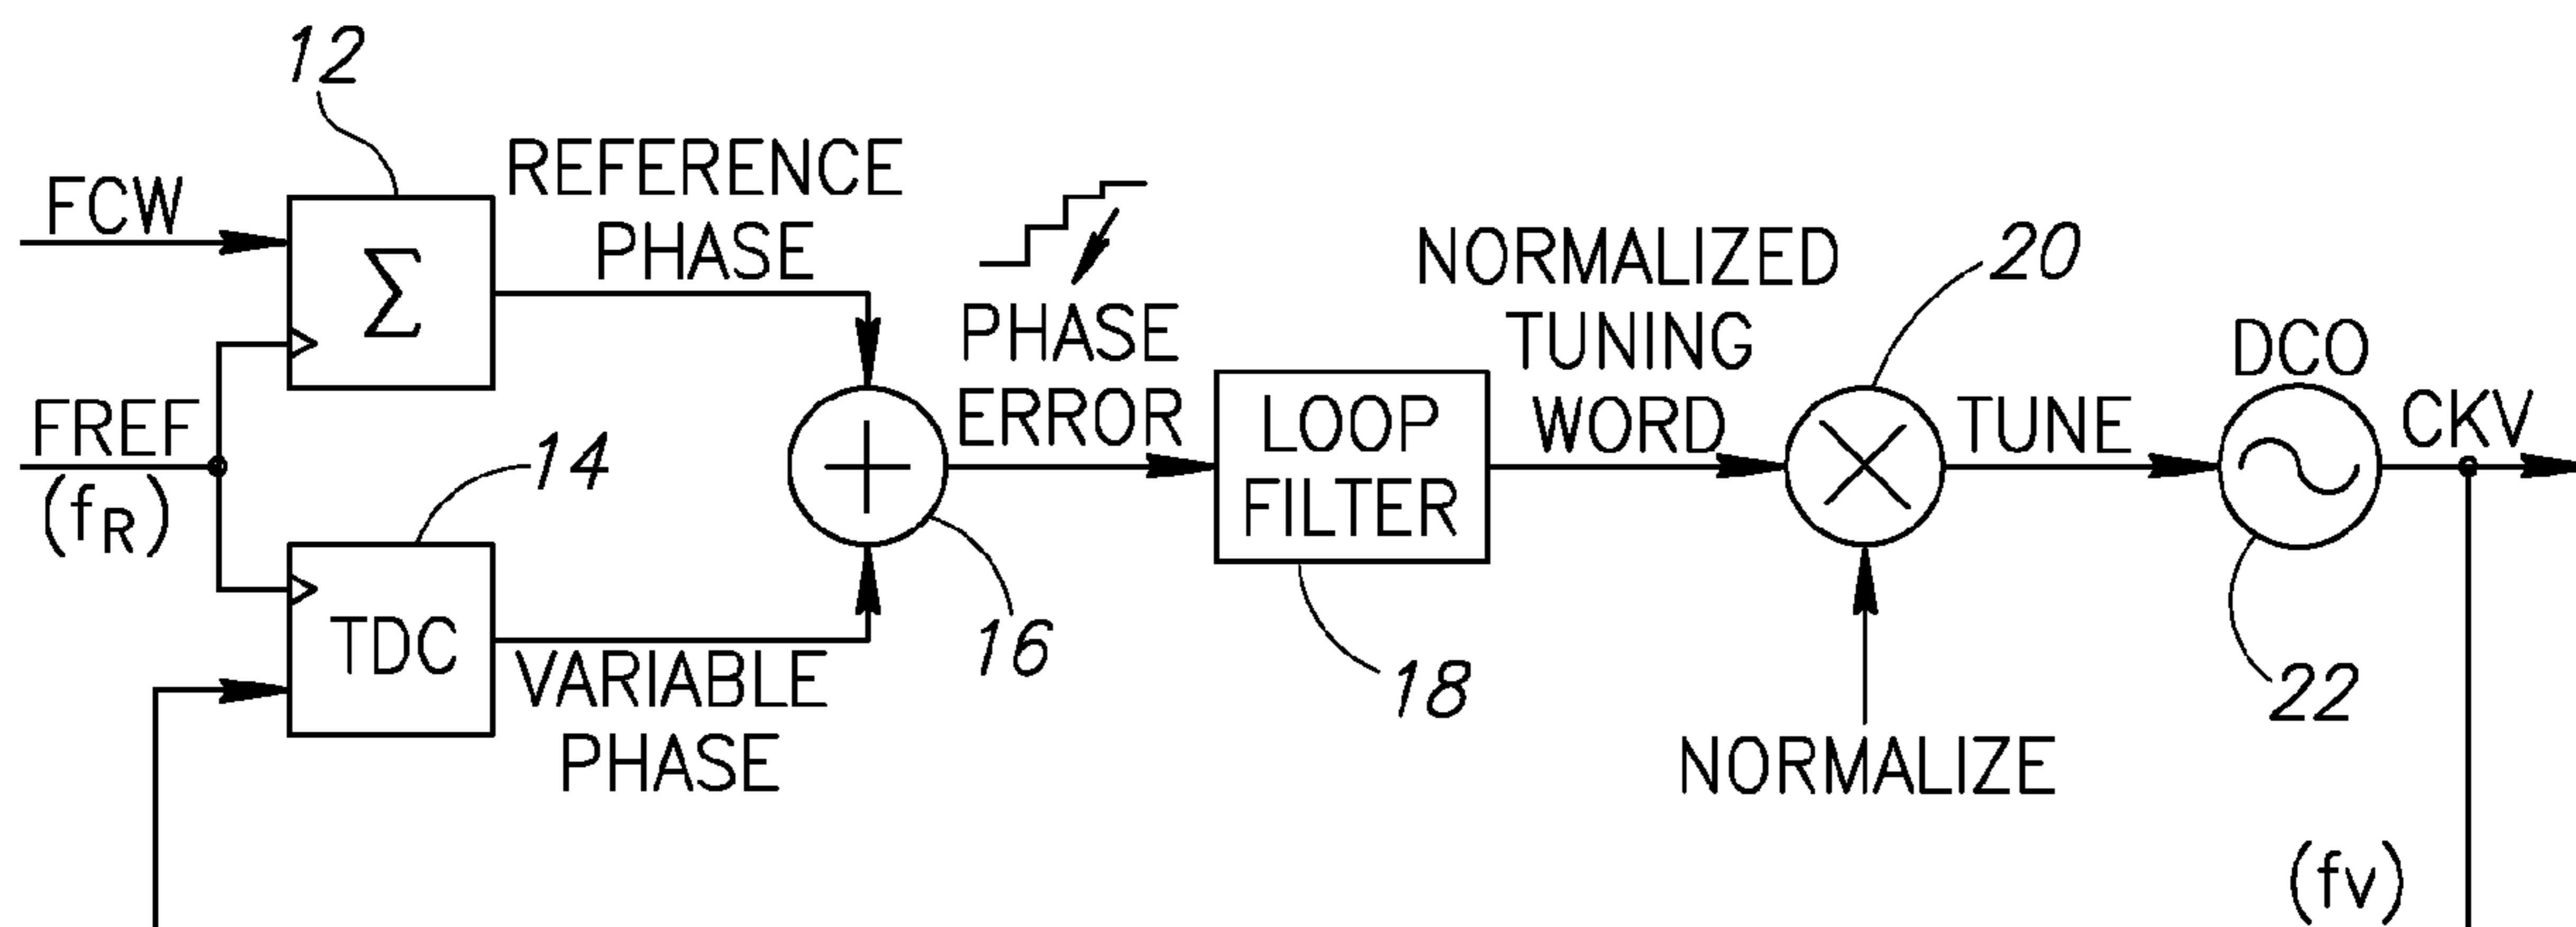 12
FCW
Σ
REFERENCE
PHASE
FREF
(fR)
14
TDC
VARIABLE
PHASE
16
PHASE
ERROR
LOOP
FILTER
18
NORMALIZED
TUNING
WORD
20
NORMALIZE
TUNE
DCO
22
CKV
(fV)